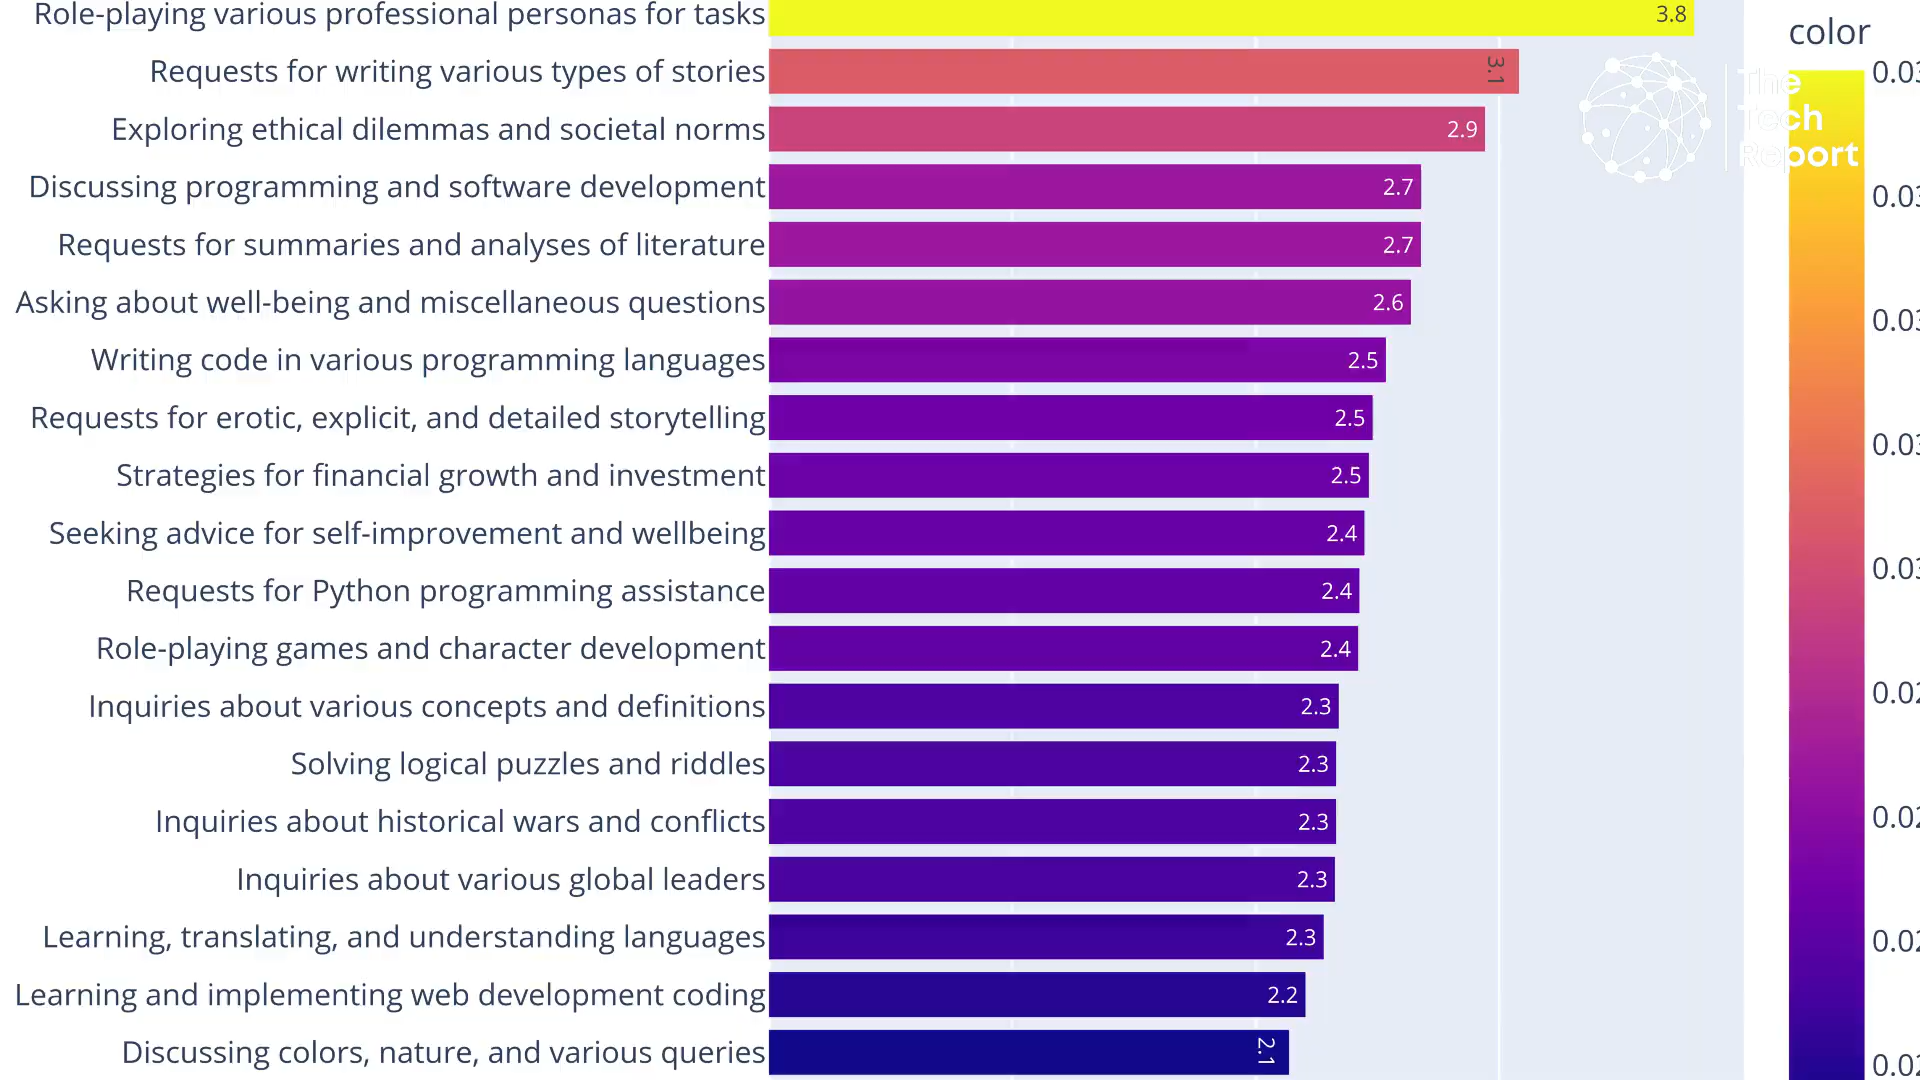 Role-playing various professional personas for tasks 3.8
color
Requests for writing various types of stories 3.1
The
Tech
Report
Exploring ethical dilemmas and societal norms 2.9
Discussing programming and software development 2.7
Requests for summaries and analyses of literature 2.7
Asking about well-being and miscellaneous questions 2.6
Writing code in various programming languages 2.5
Requests for erotic, explicit, and detailed storytelling 2.5
Strategies for financial growth and investment 2.5
Seeking advice for self-improvement and wellbeing 2.4
Requests for Python programming assistance 2.4
Role-playing games and character development 2.4
Inquiries about various concepts and definitions 2.3
Solving logical puzzles and riddles 2.3
Inquiries about historical wars and conflicts 2.3
Inquiries about various global leaders 2.3
Learning, translating, and understanding languages 2.3
Learning and implementing web development coding 2.2
Discussing colors, nature, and various queries 2.1